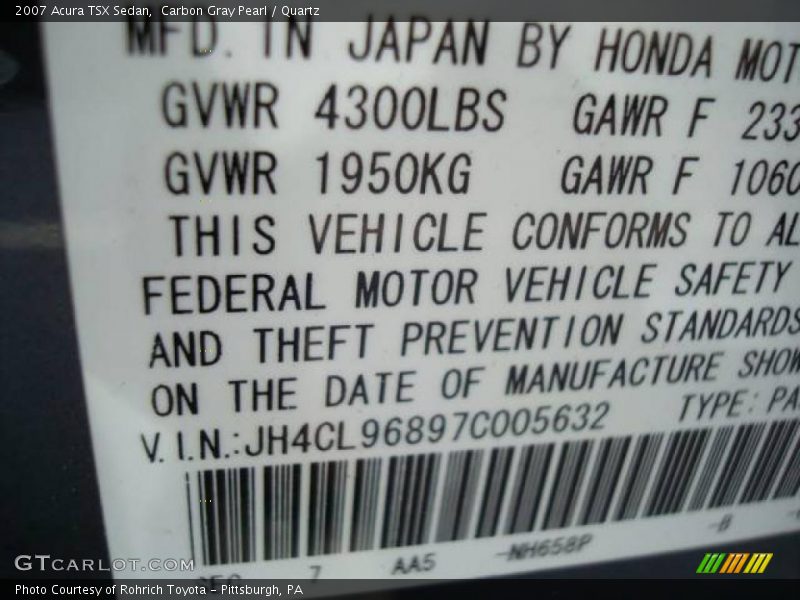 2007 Acura TSX Sedan,  Carbon Gray Pearl / Quartz
MFD. IN JAPAN BY HONDA MOT
GVWR 4300LBS GAWR F 233
GVWR 1950KG GAWR F 1060
THIS VEHICLE CONFORMS TO AL
FEDERAL MOTOR VEHICLE SAFETY
AND THEFT PREVENTION STANDARDS
ON THE DATE OF MANUFACTURE SHOW
V.I.N.:JH4CL96897C005632 TYPE:PA
7 AA5 -NH658P -B
GTCARLOT.COM
Photo Courtesy of Rohrich Toyota - Pittsburgh, PA